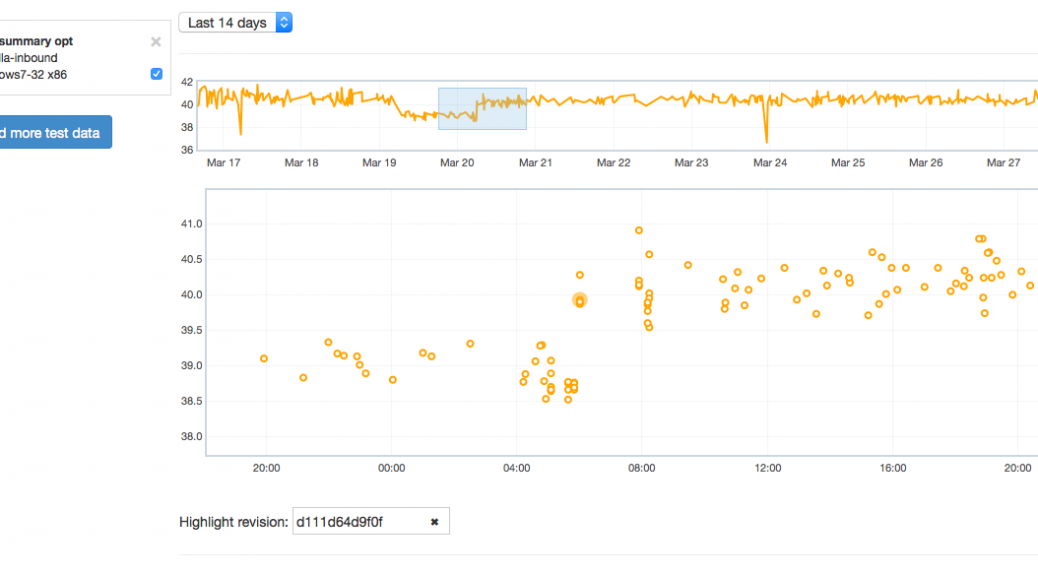 Last 14 days
summary opt
lla-inbound
ows7-32 x86
d more test data
42
40
38
36
Mar 17 Mar 18 Mar 19 Mar 20 Mar 21 Mar 22 Mar 23 Mar 24 Mar 25 Mar 26 Mar 27
41.0
40.5
40.0
39.5
39.0
38.5
38.0
20:00 00:00 04:00 08:00 12:00 16:00 20:00
Highlight revision: d111d64d9f0f